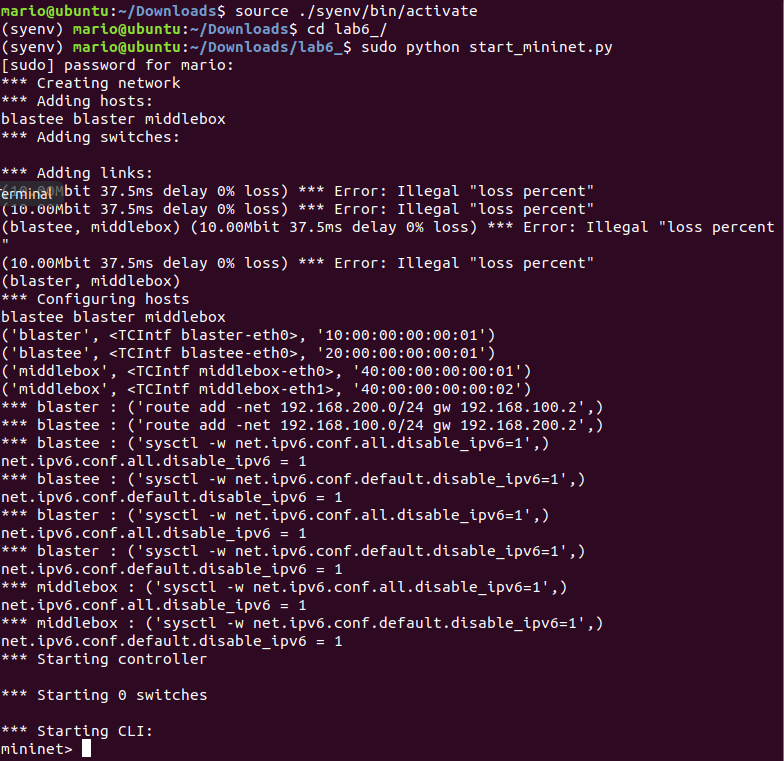 mario@ubuntu:~/Downloads$ source ./syenv/bin/activate
(syenv) mario@ubuntu:~/Downloads$ cd lab6_/
(syenv) mario@ubuntu:~/Downloads/lab6_$ sudo python start_mininet.py
[sudo] password for mario:
*** Creating network
*** Adding hosts:
blastee blaster middlebox
*** Adding switches:

*** Adding links:
(10.00Mbit 37.5ms delay 0% loss) *** Error: Illegal "loss percent"
erminal
(10.00Mbit 37.5ms delay 0% loss) *** Error: Illegal "loss percent"
(blastee, middlebox) (10.00Mbit 37.5ms delay 0% loss) *** Error: Illegal "loss percent
"
(10.00Mbit 37.5ms delay 0% loss) *** Error: Illegal "loss percent"
(blaster, middlebox)
*** Configuring hosts
blastee blaster middlebox
('blaster', <TCIntf blaster-eth0>, '10:00:00:00:00:01')
('blastee', <TCIntf blastee-eth0>, '20:00:00:00:00:01')
('middlebox', <TCIntf middlebox-eth0>, '40:00:00:00:00:01')
('middlebox', <TCIntf middlebox-eth1>, '40:00:00:00:00:02')
*** blaster : ('route add -net 192.168.200.0/24 gw 192.168.100.2',)
*** blastee : ('route add -net 192.168.100.0/24 gw 192.168.200.2',)
*** blastee : ('sysctl -w net.ipv6.conf.all.disable_ipv6=1',)
net.ipv6.conf.all.disable_ipv6 = 1
*** blastee : ('sysctl -w net.ipv6.conf.default.disable_ipv6=1',)
net.ipv6.conf.default.disable_ipv6 = 1
*** blaster : ('sysctl -w net.ipv6.conf.all.disable_ipv6=1',)
net.ipv6.conf.all.disable_ipv6 = 1
*** blaster : ('sysctl -w net.ipv6.conf.default.disable_ipv6=1',)
net.ipv6.conf.default.disable_ipv6 = 1
*** middlebox : ('sysctl -w net.ipv6.conf.all.disable_ipv6=1',)
net.ipv6.conf.all.disable_ipv6 = 1
*** middlebox : ('sysctl -w net.ipv6.conf.default.disable_ipv6=1',)
net.ipv6.conf.default.disable_ipv6 = 1
*** Starting controller

*** Starting 0 switches

*** Starting CLI:
mininet>